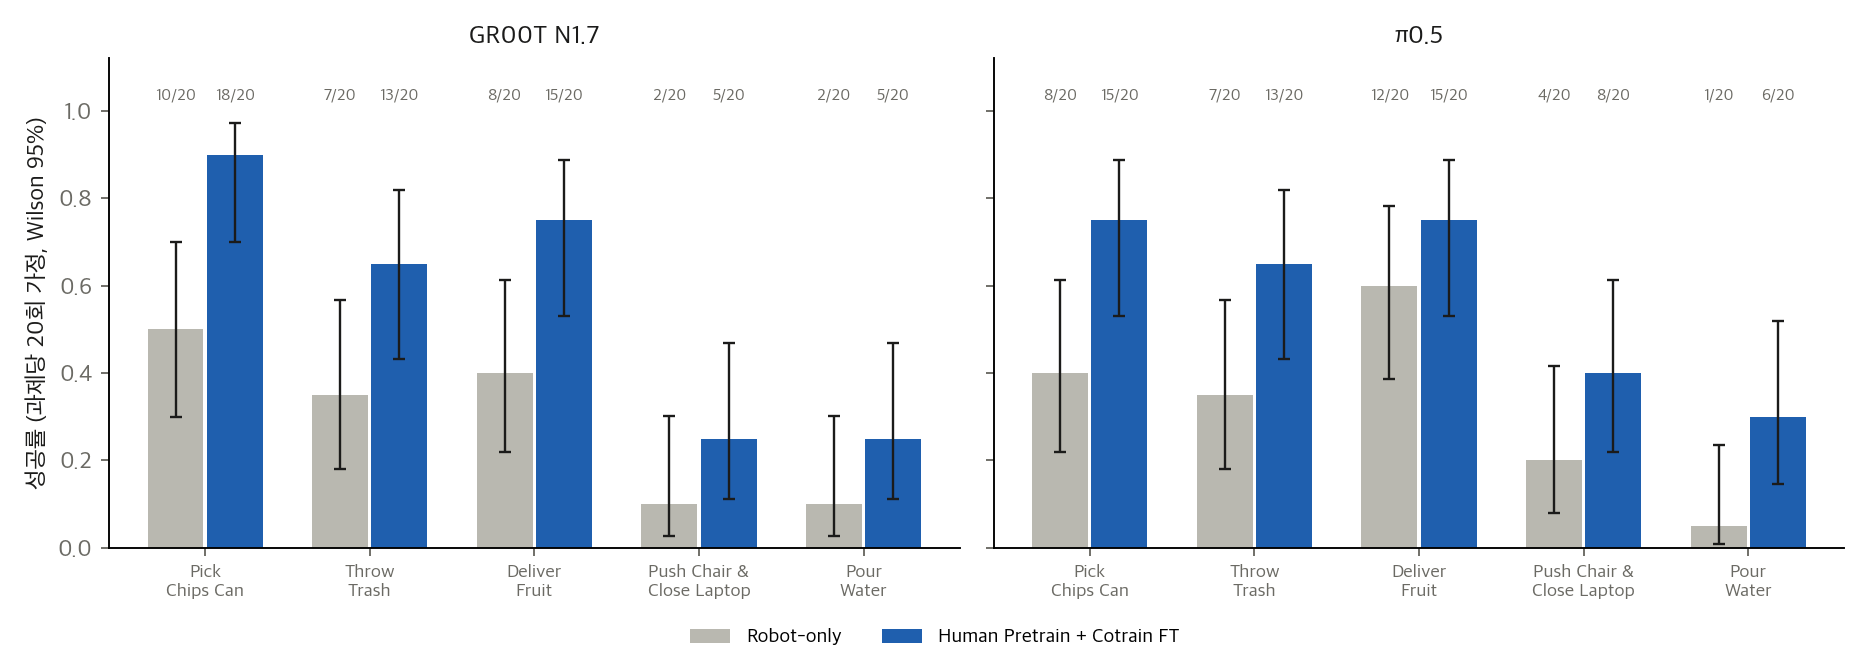 GR00T N1.7
π0.5
성공률 (과제당 20회 가정, Wilson 95%)
1.0
0.8
0.6
0.4
0.2
0.0
10/20 18/20 7/20 13/20 8/20 15/20 2/20 5/20 2/20 5/20
8/20 15/20 7/20 13/20 12/20 15/20 4/20 8/20 1/20 6/20
Pick
Chips Can
Throw
Trash
Deliver
Fruit
Push Chair &
Close Laptop
Pour
Water
Pick
Chips Can
Throw
Trash
Deliver
Fruit
Push Chair &
Close Laptop
Pour
Water
Robot-only
Human Pretrain + Cotrain FT